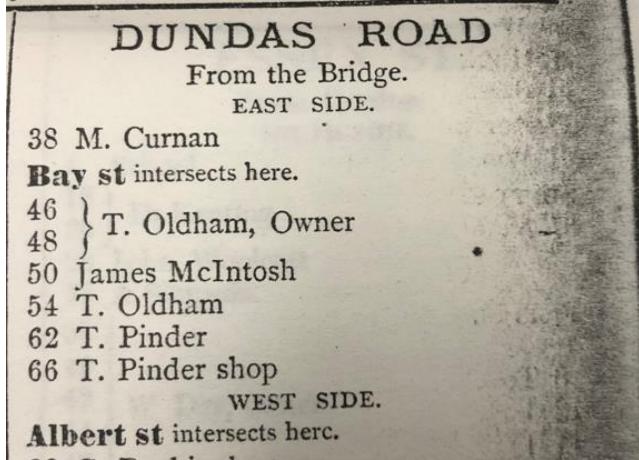 DUNDAS ROAD
From the Bridge.
EAST SIDE.
38 M. Curnan
Bay st intersects here.
46
48 } T. Oldham, Owner
50 James McIntosh
54 T. Oldham
62 T. Pinder
66 T. Pinder shop
WEST SIDE.
Albert st intersects herc.